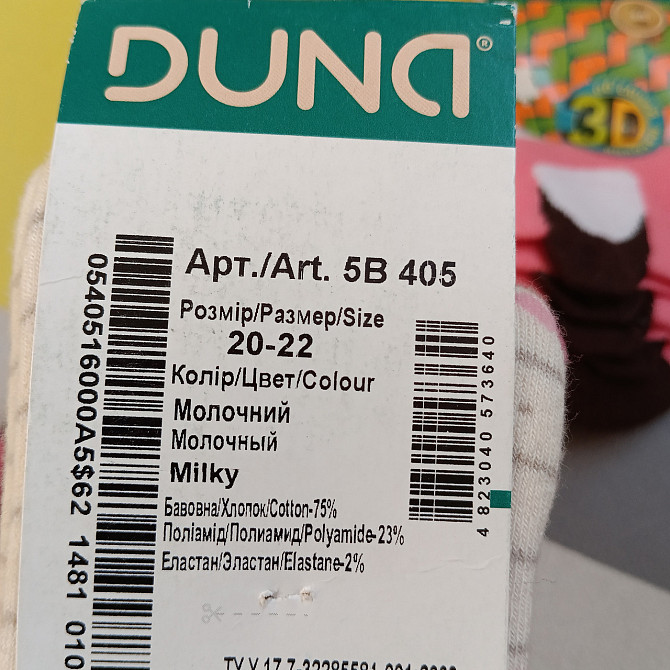 DUNA®
3D
Арт./Art. 5B 405
Розмір/Размер/Size
20-22
Колір/Цвет/Colour
Молочний
Молочный
Milky
Бавовна/Хлопок/Cotton-75%
Поліамід/Полиамид/Polyamide-23%
Еластан/Эластан/Elastane-2%
0540516000A5$62 1481 010
4 823040 573640